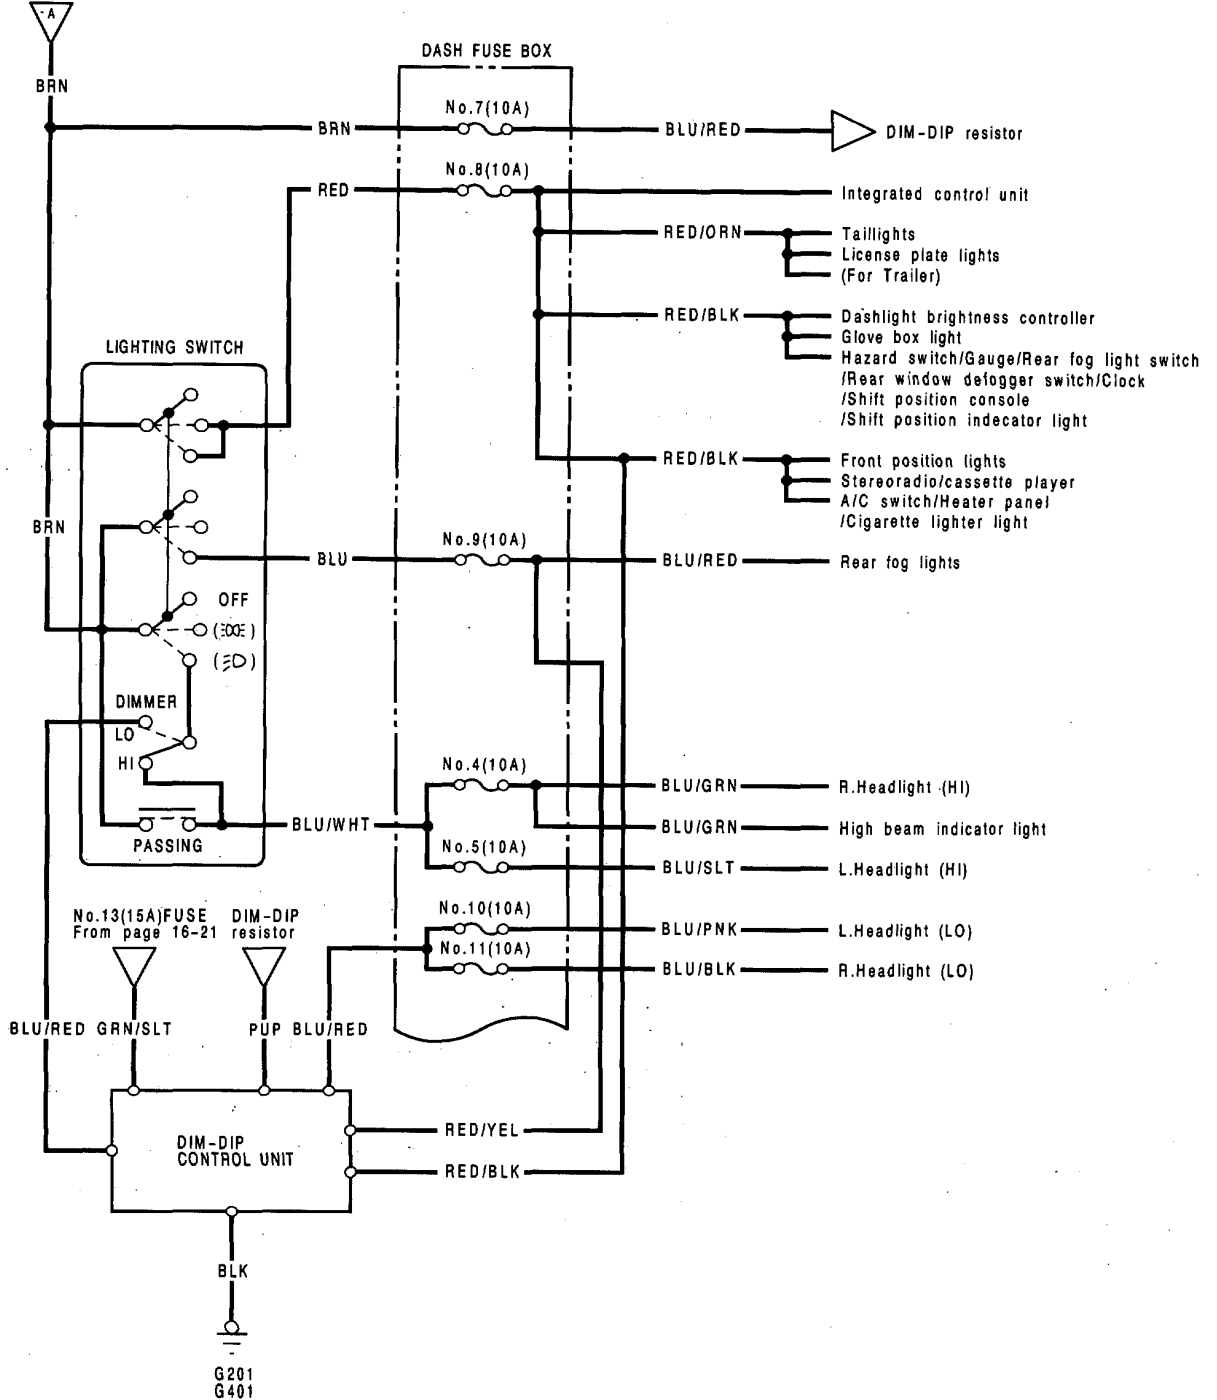 A
DASH FUSE BOX
BRN
No.7(10A)
BRN
BLU/RED
DIM-DIP resistor
No.8(10A)
RED
Integrated control unit
RED/ORN
Taillights
License plate lights
(For Trailer)
RED/BLK
Dashlight brightness controller
Glove box light
Hazard switch/Gauge/Rear fog light switch
/Rear window defogger switch/Clock
/Shift position console
/Shift position indecator light
LIGHTING SWITCH
RED/BLK
Front position lights
Stereoradio/cassette player
A/C switch/Heater panel
/Cigarette lighter light
BRN
No.9(10A)
BLU
BLU/RED
Rear fog lights
OFF
DIMMER
LO
HI
No.4(10A)
BLU/GRN
R.Headlight (HI)
BLU/WHT
BLU/GRN
High beam indicator light
PASSING
No.5(10A)
BLU/SLT
L.Headlight (HI)
No.13(15A)FUSE
From page 16-21
DIM-DIP
resistor
No.10(10A)
BLU/PNK
L.Headlight (LO)
No.11(10A)
BLU/BLK
R.Headlight (LO)
BLU/RED
GRN/SLT
PUP
BLU/RED
DIM-DIP
CONTROL UNIT
RED/YEL
RED/BLK
BLK
G201
G401